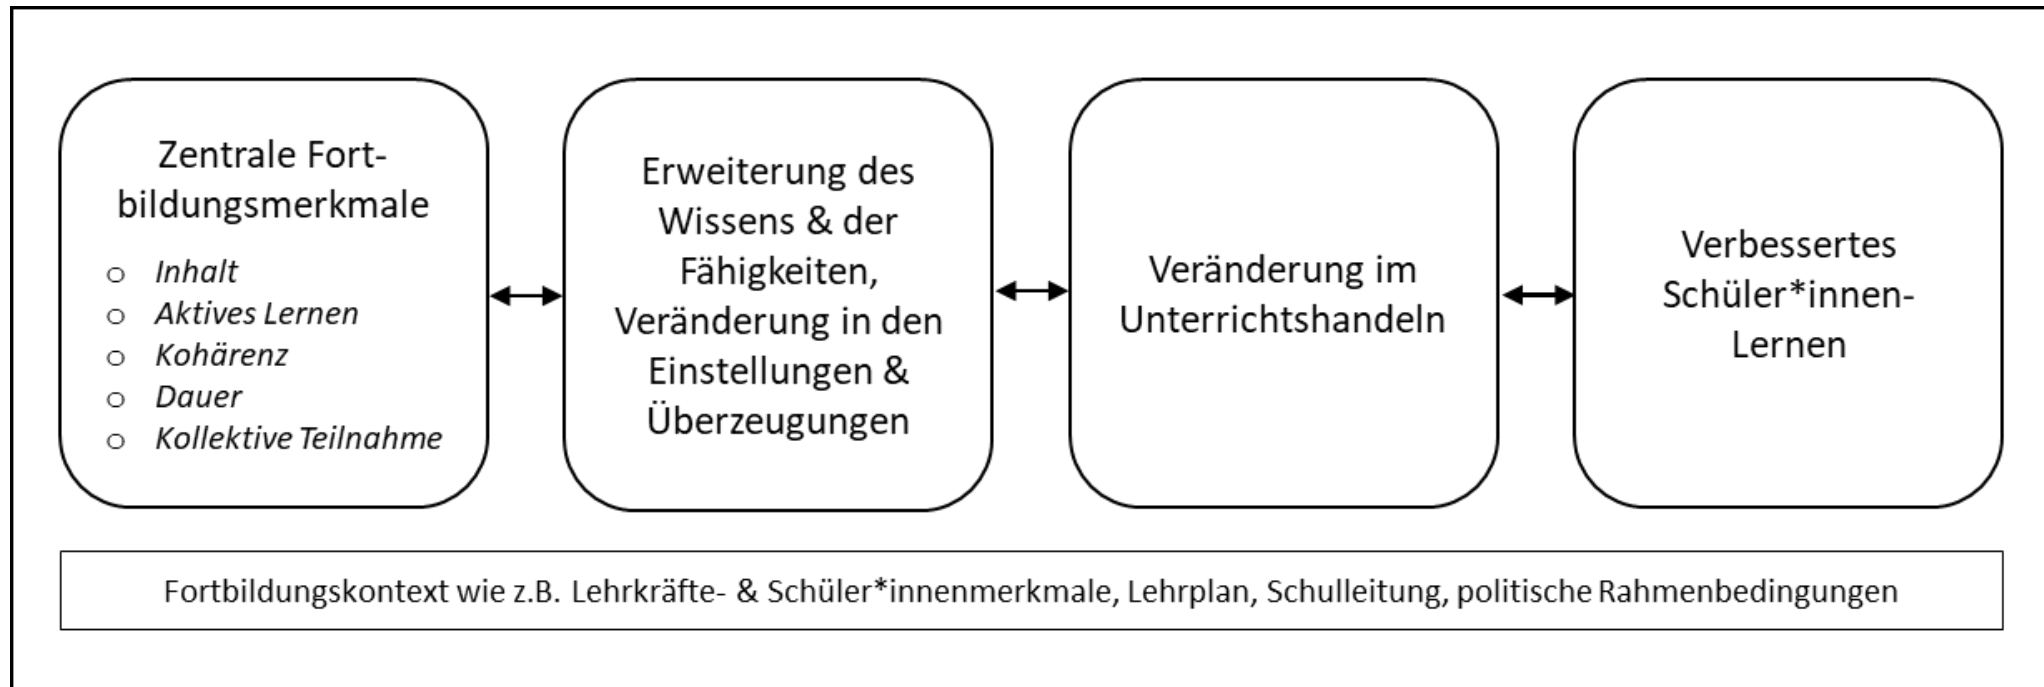 Zentrale Fort-
bildungsmerkmale
o Inhalt
o Aktives Lernen
o Kohärenz
o Dauer
o Kollektive Teilnahme
Erweiterung des
Wissens & der
Fähigkeiten,
Veränderung in den
Einstellungen &
Überzeugungen
Veränderung im
Unterrichtshandeln
Verbessertes
Schüler*innen-
Lernen
Fortbildungskontext wie z.B. Lehrkräfte- & Schüler*innenmerkmale, Lehrplan, Schulleitung, politische Rahmenbedingungen